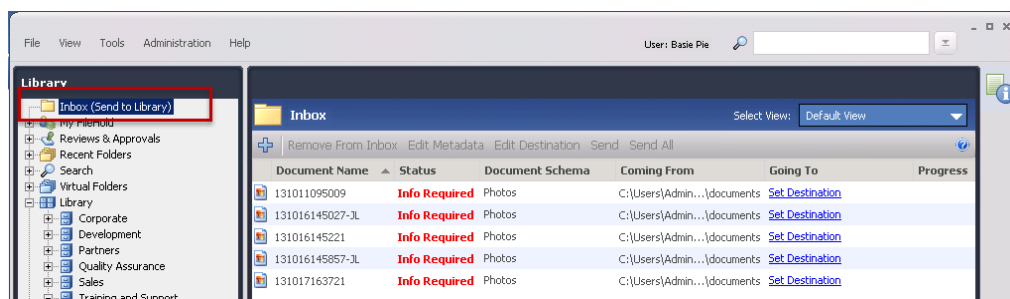 File View Tools Administration Help User: Basie Pie
Library
Inbox (Send to Library)
My FileHold
Reviews & Approvals
Recent Folders
Search
Virtual Folders
Library
Corporate
Development
Partners
Quality Assurance
Sales
Training and Support
Inbox Select View: Default View
Remove From Inbox Edit Metadata Edit Destination Send Send All
Document Name Status Document Schema Coming From Going To Progress
131011095009 Info Required Photos C:\Users\Admin...\documents Set Destination
131016145027-JL Info Required Photos C:\Users\Admin...\documents Set Destination
131016145221 Info Required Photos C:\Users\Admin...\documents Set Destination
131016145857-JL Info Required Photos C:\Users\Admin...\documents Set Destination
131017163721 Info Required Photos C:\Users\Admin...\documents Set Destination